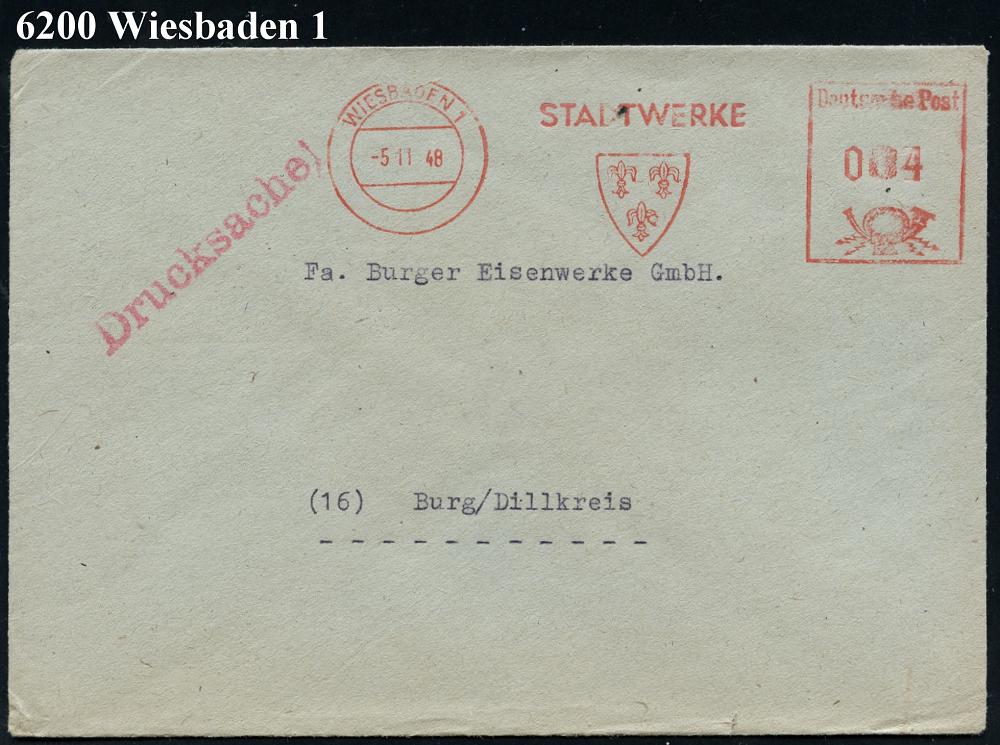 6200 Wiesbaden 1
WIESBADEN 1
-5 11 48
STADTWERKE
Deutsche Post
004
Drucksache!
Fa. Burger Eisenwerke GmbH.
(16) Burg/Dillkreis